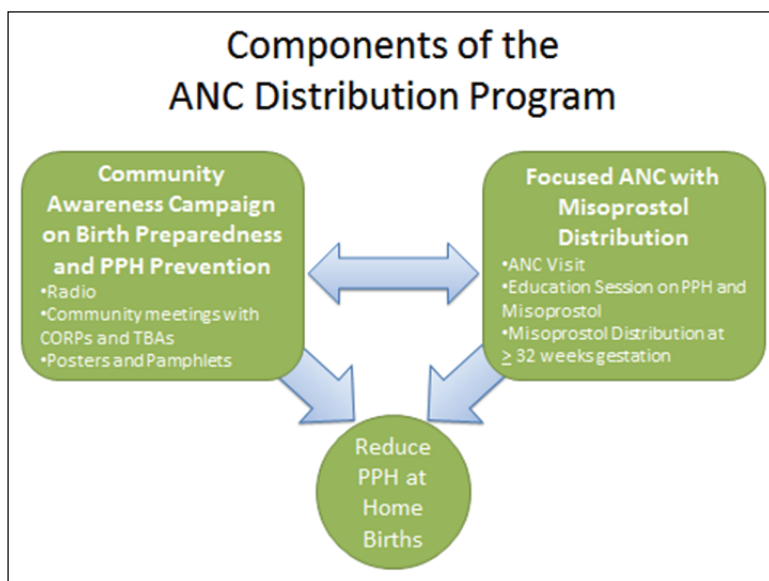 Components of the
ANC Distribution Program
Community
Awareness Campaign
on Birth Preparedness
and PPH Prevention
•Radio
•Community meetings with
CORPs and TBAs
•Posters and Pamphlets
Focused ANC with
Misoprostol
Distribution
•ANC Visit
•Education Session on PPH and
Misoprostol
•Misoprostol Distribution at
≥ 32 weeks gestation
Reduce
PPH at
Home
Births